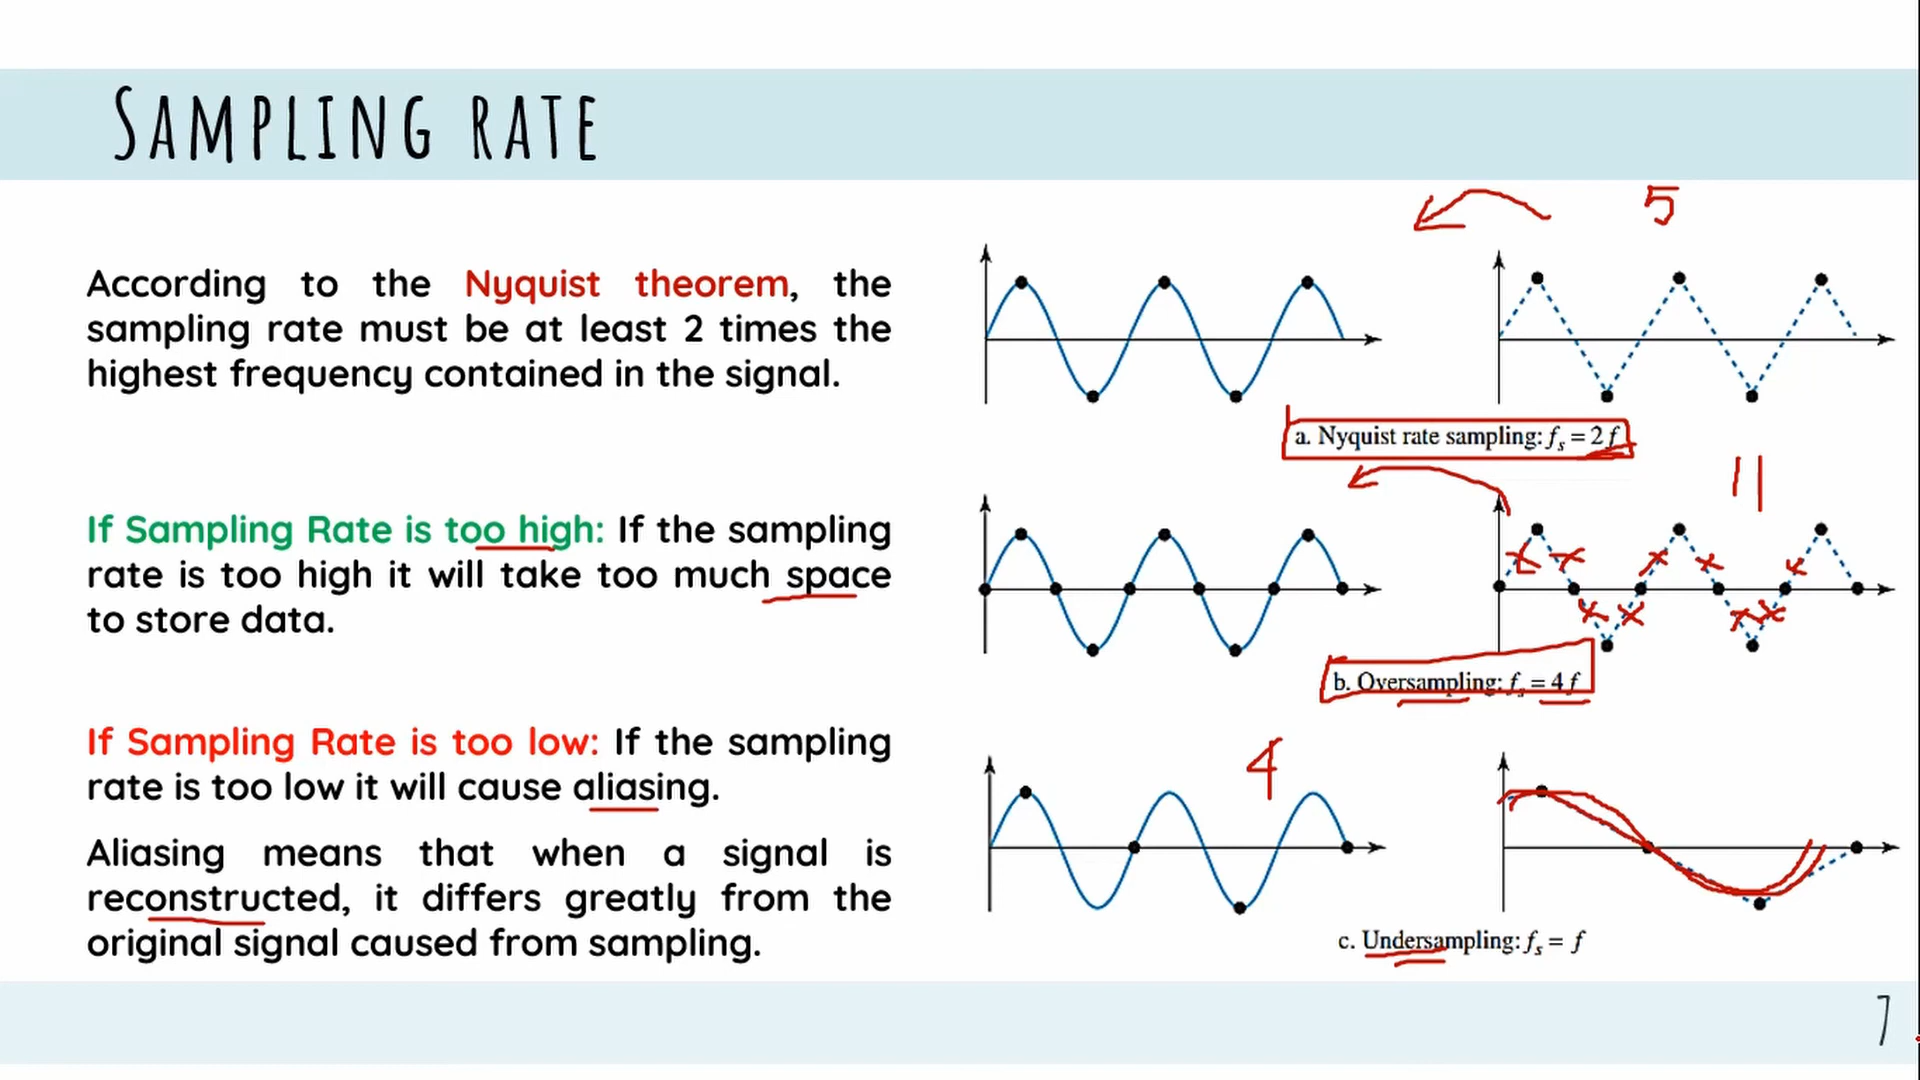 SAMPLING RATE
According to the Nyquist theorem, the
sampling rate must be at least 2 times the
highest frequency contained in the signal.
If Sampling Rate is too high: If the sampling
rate is too high it will take too much space
to store data.
If Sampling Rate is too low: If the sampling
rate is too low it will cause aliasing.
Aliasing means that when a signal is
reconstructed, it differs greatly from the
original signal caused from sampling.
5
a. Nyquist rate sampling: fs = 2 f
11
b. Oversampling: fs = 4 f
4
c. Undersampling: fs = f
7